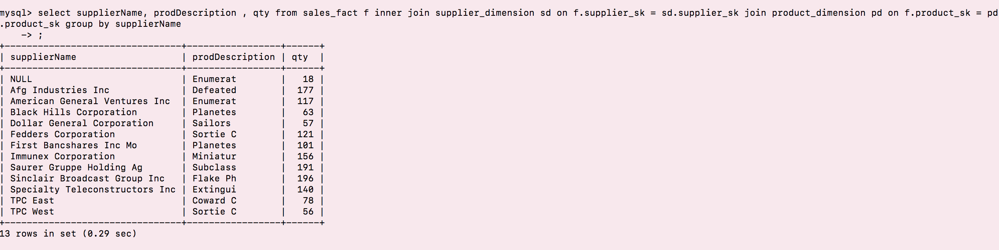 mysql> select supplierName, prodDescription , qty from sales_fact f inner join supplier_dimension sd on f.supplier_sk = sd.supplier_sk join product_dimension pd on f.product_sk = pd
.product_sk group by supplierName
    -> ;
+--------------------------------+-----------------+------+
| supplierName                   | prodDescription | qty  |
+--------------------------------+-----------------+------+
| NULL                           | Enumerat        |   18 |
| Afg Industries Inc             | Defeated        |  177 |
| American General Ventures Inc  | Enumerat        |  117 |
| Black Hills Corporation        | Planetes        |   63 |
| Dollar General Corporation     | Sailors         |   57 |
| Fedders Corporation            | Sortie C        |  121 |
| First Bancshares Inc Mo        | Planetes        |  101 |
| Immunex Corporation            | Miniatur        |  156 |
| Saurer Gruppe Holding Ag       | Subclass        |  191 |
| Sinclair Broadcast Group Inc   | Flake Ph        |  196 |
| Specialty Teleconstructors Inc | Extingui        |  140 |
| TPC East                       | Coward C        |   78 |
| TPC West                       | Sortie C        |   56 |
+--------------------------------+-----------------+------+
13 rows in set (0.29 sec)